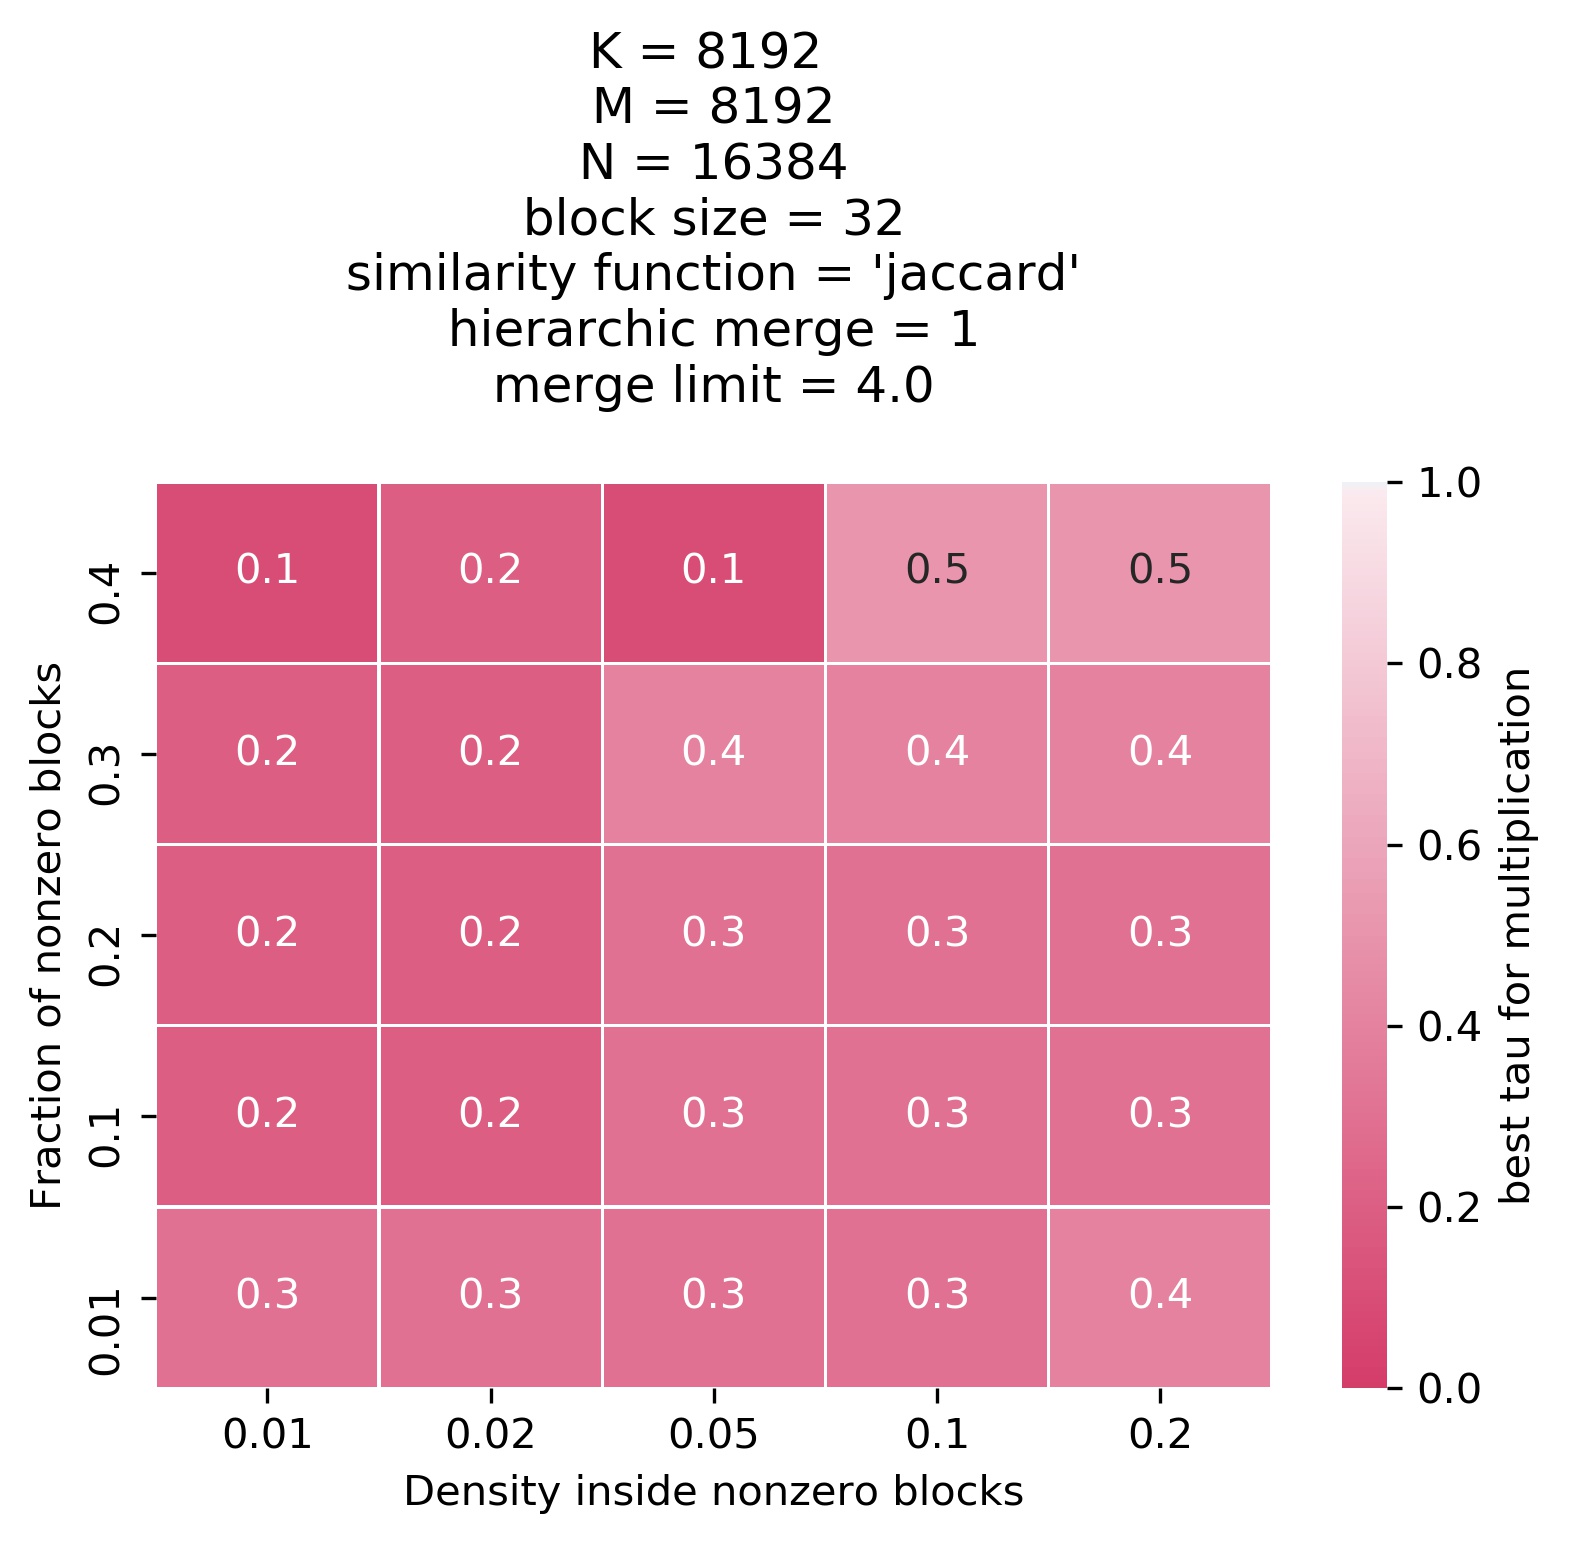 K = 8192
M = 8192
N = 16384
block size = 32
similarity function = 'jaccard'
hierarchic merge = 1
merge limit = 4.0
Fraction of nonzero blocks
0.4
0.1 0.2 0.1 0.5 0.5
0.3
0.2 0.2 0.4 0.4 0.4
0.2
0.2 0.2 0.3 0.3 0.3
0.1
0.2 0.2 0.3 0.3 0.3
0.01
0.3 0.3 0.3 0.3 0.4
0.01 0.02 0.05 0.1 0.2
Density inside nonzero blocks
1.0
0.8
0.6
0.4
0.2
0.0
best tau for multiplication